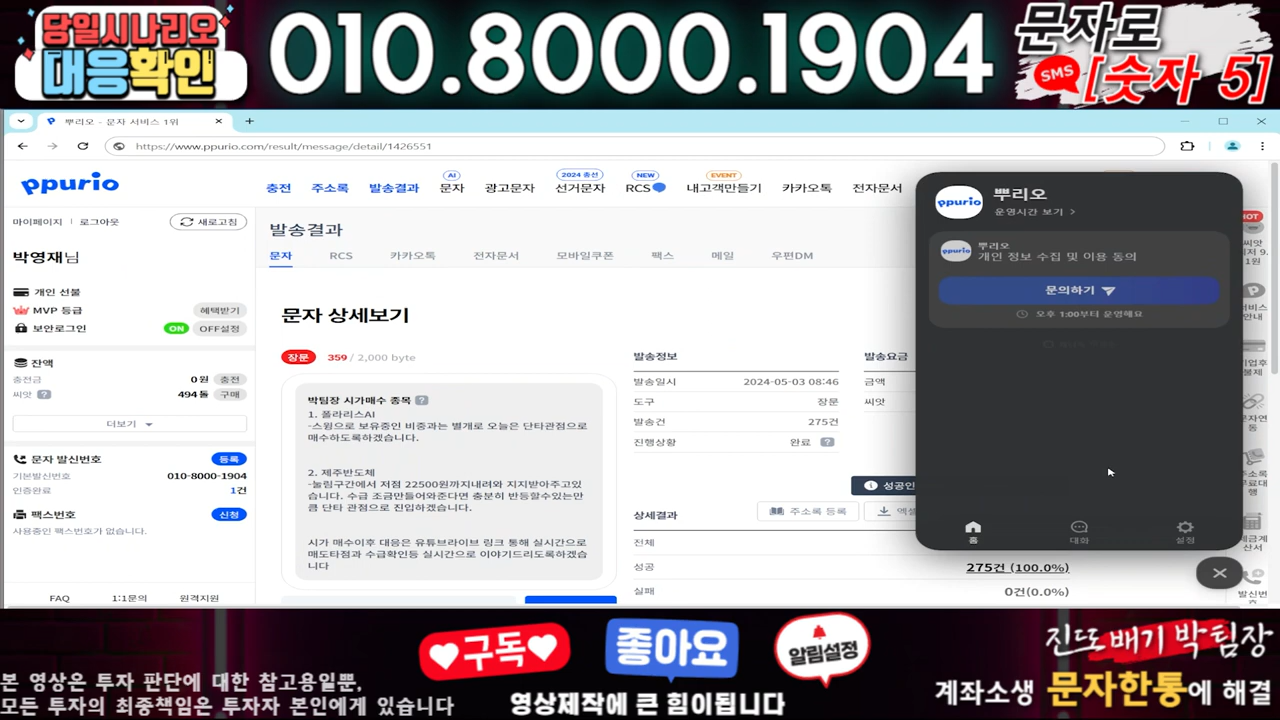 당일시나리오
대응확인
010.8000.1904
문자로
SMS
[숫자 5]
뿌리오 - 문자 서비스 1위
https://www.ppurio.com/result/message/detail/1426551
ppurio
충전
주소록
발송결과
AI
문자
광고문자
2024 총선
선거문자
NEW
RCS
EVENT
내고객만들기
카카오톡
전자문서
마이페이지
로그아웃
새로고침
박영재님
개인 선불
MVP 등급
혜택받기
보안로그인
ON
OFF설정
잔액
충전금
0원
충전
씨앗 ?
494톨
구매
더보기
문자 발신번호
등록
기본발신번호
010-8000-1904
인증완료
1건
팩스번호
신청
사용중인 팩스번호가 없습니다.
FAQ
1:1문의
원격지원
발송결과
문자
RCS
카카오톡
전자문서
모바일쿠폰
팩스
메일
우편DM
문자 상세보기
장문
359 / 2,000 byte
박팀장 시가매수 종목 ?
1. 폴라리스AI
-스윙으로 보유중인 비중과는 별개로 오늘은 단타관점으로
매수하도록하겠습니다.
2. 제주반도체
-눌림구간에서 저점 22500원까지내려와 지지받아주고있
습니다. 수급 조금만들어와준다면 충분히 반등할수있는만
큼 단타 관점으로 진입하겠습니다.
시가 매수이후 대응은 유튜브라이브 링크 통해 실시간으로
매도타점과 수급확인등 실시간으로 이야기드리도록하겠습
니다
발송정보
발송일시
2024-05-03 08:46
도구
장문
발송건
275건
진행상황
완료 ?
발송요금
금액
씨앗
성공인
상세결과
주소록 등록
엑셀
전체
성공
275건 (100.0%)
실패
0건(0.0%)
ppurio
뿌리오
운영시간 보기 >
ppurio
뿌리오
개인 정보 수집 및 이용 동의
문의하기
오후 1:00부터 운영해요
홈
대화
설정
본 영상은 투자 판단에 대한 참고용일뿐,
모든 투자의 최종책임은 투자자 본인에게 있습니다
구독
좋아요
알림설정
영상제작에 큰 힘이됩니다
진또배기 박팀장
계좌소생 문자한통에 해결